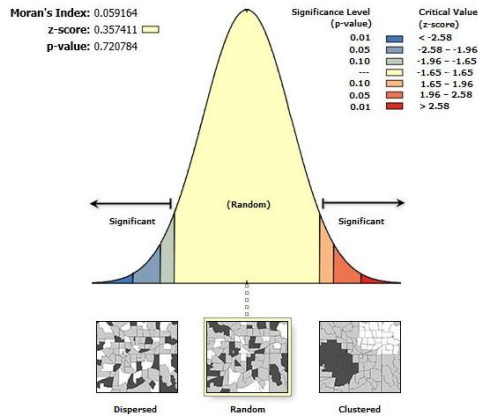 Moran's Index: 0.059164
z-score: 0.357411
p-value: 0.720784
Significance Level
(p-value)
Critical Value
(z-score)
0.01 < -2.58
0.05 -2.58 – -1.96
0.10 -1.96 – -1.65
--- -1.65 – 1.65
0.10 1.65 – 1.96
0.05 1.96 – 2.58
0.01 > 2.58
Significant
(Random)
Significant
Dispersed
Random
Clustered